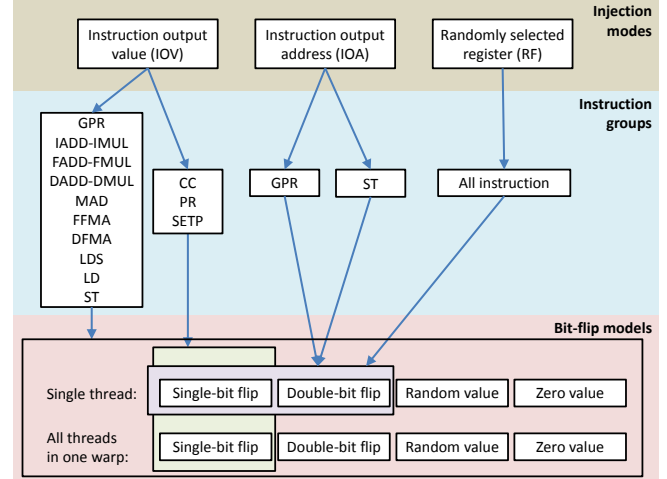 Injection
modes
Instruction output
value (IOV)
Instruction output
address (IOA)
Randomly selected
register (RF)
Instruction
groups
GPR
IADD-IMUL
FADD-FMUL
DADD-DMUL
MAD
FFMA
DFMA
LDS
LD
ST
CC
PR
SETP
GPR
ST
All instruction
Bit-flip models
Single thread:
Single-bit flip
Double-bit flip
Random value
Zero value
All threads
in one warp:
Single-bit flip
Double-bit flip
Random value
Zero value